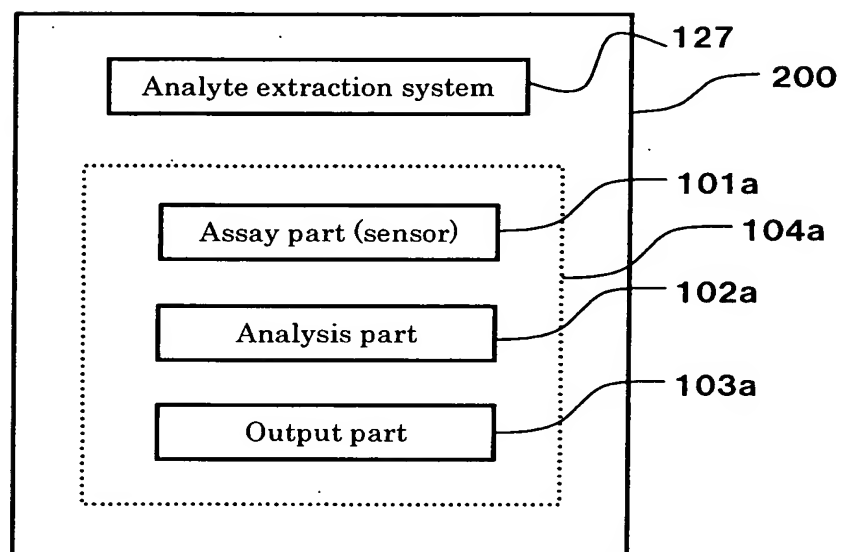 127
Analyte extraction system
200
101a
Assay part (sensor)
104a
102a
Analysis part
103a
Output part